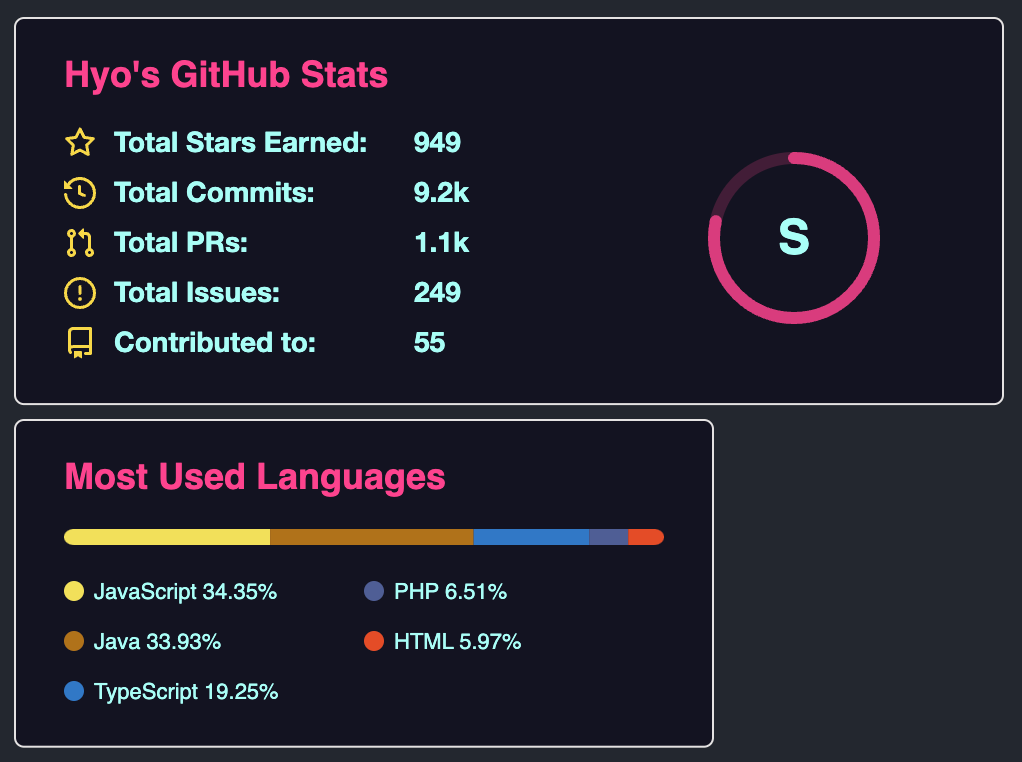 Hyo's GitHub Stats
Total Stars Earned: 949
Total Commits: 9.2k
Total PRs: 1.1k
Total Issues: 249
Contributed to: 55
S
Most Used Languages
JavaScript 34.35%
Java 33.93%
TypeScript 19.25%
PHP 6.51%
HTML 5.97%